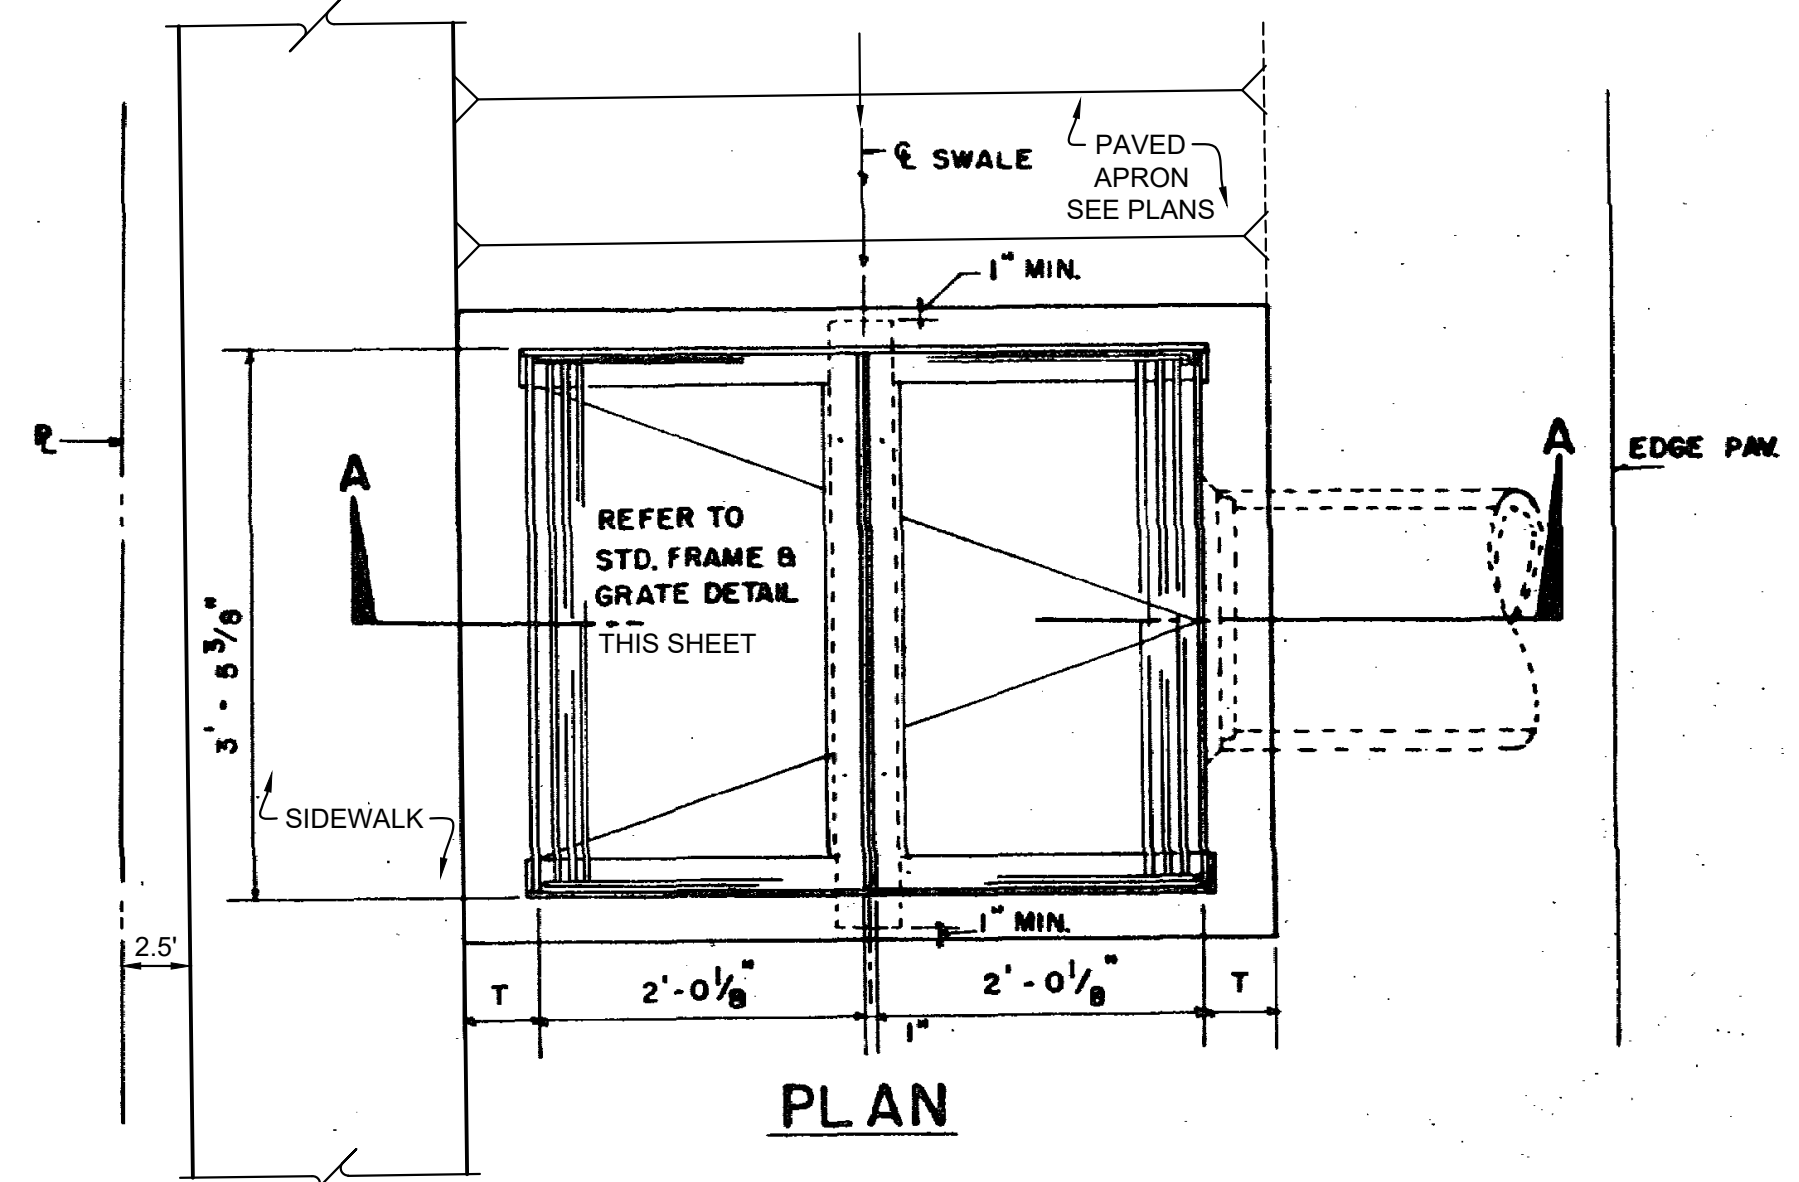 ℄ SWALE
PAVED
APRON
SEE PLANS
1" MIN.
A
A
℄
EDGE PAV.
REFER TO
STD. FRAME &
GRATE DETAIL
THIS SHEET
3' - 5 3/8"
SIDEWALK
1" MIN.
2.5'
T
2'-0 1/8"
2'-0 1/8"
T
1"
PLAN